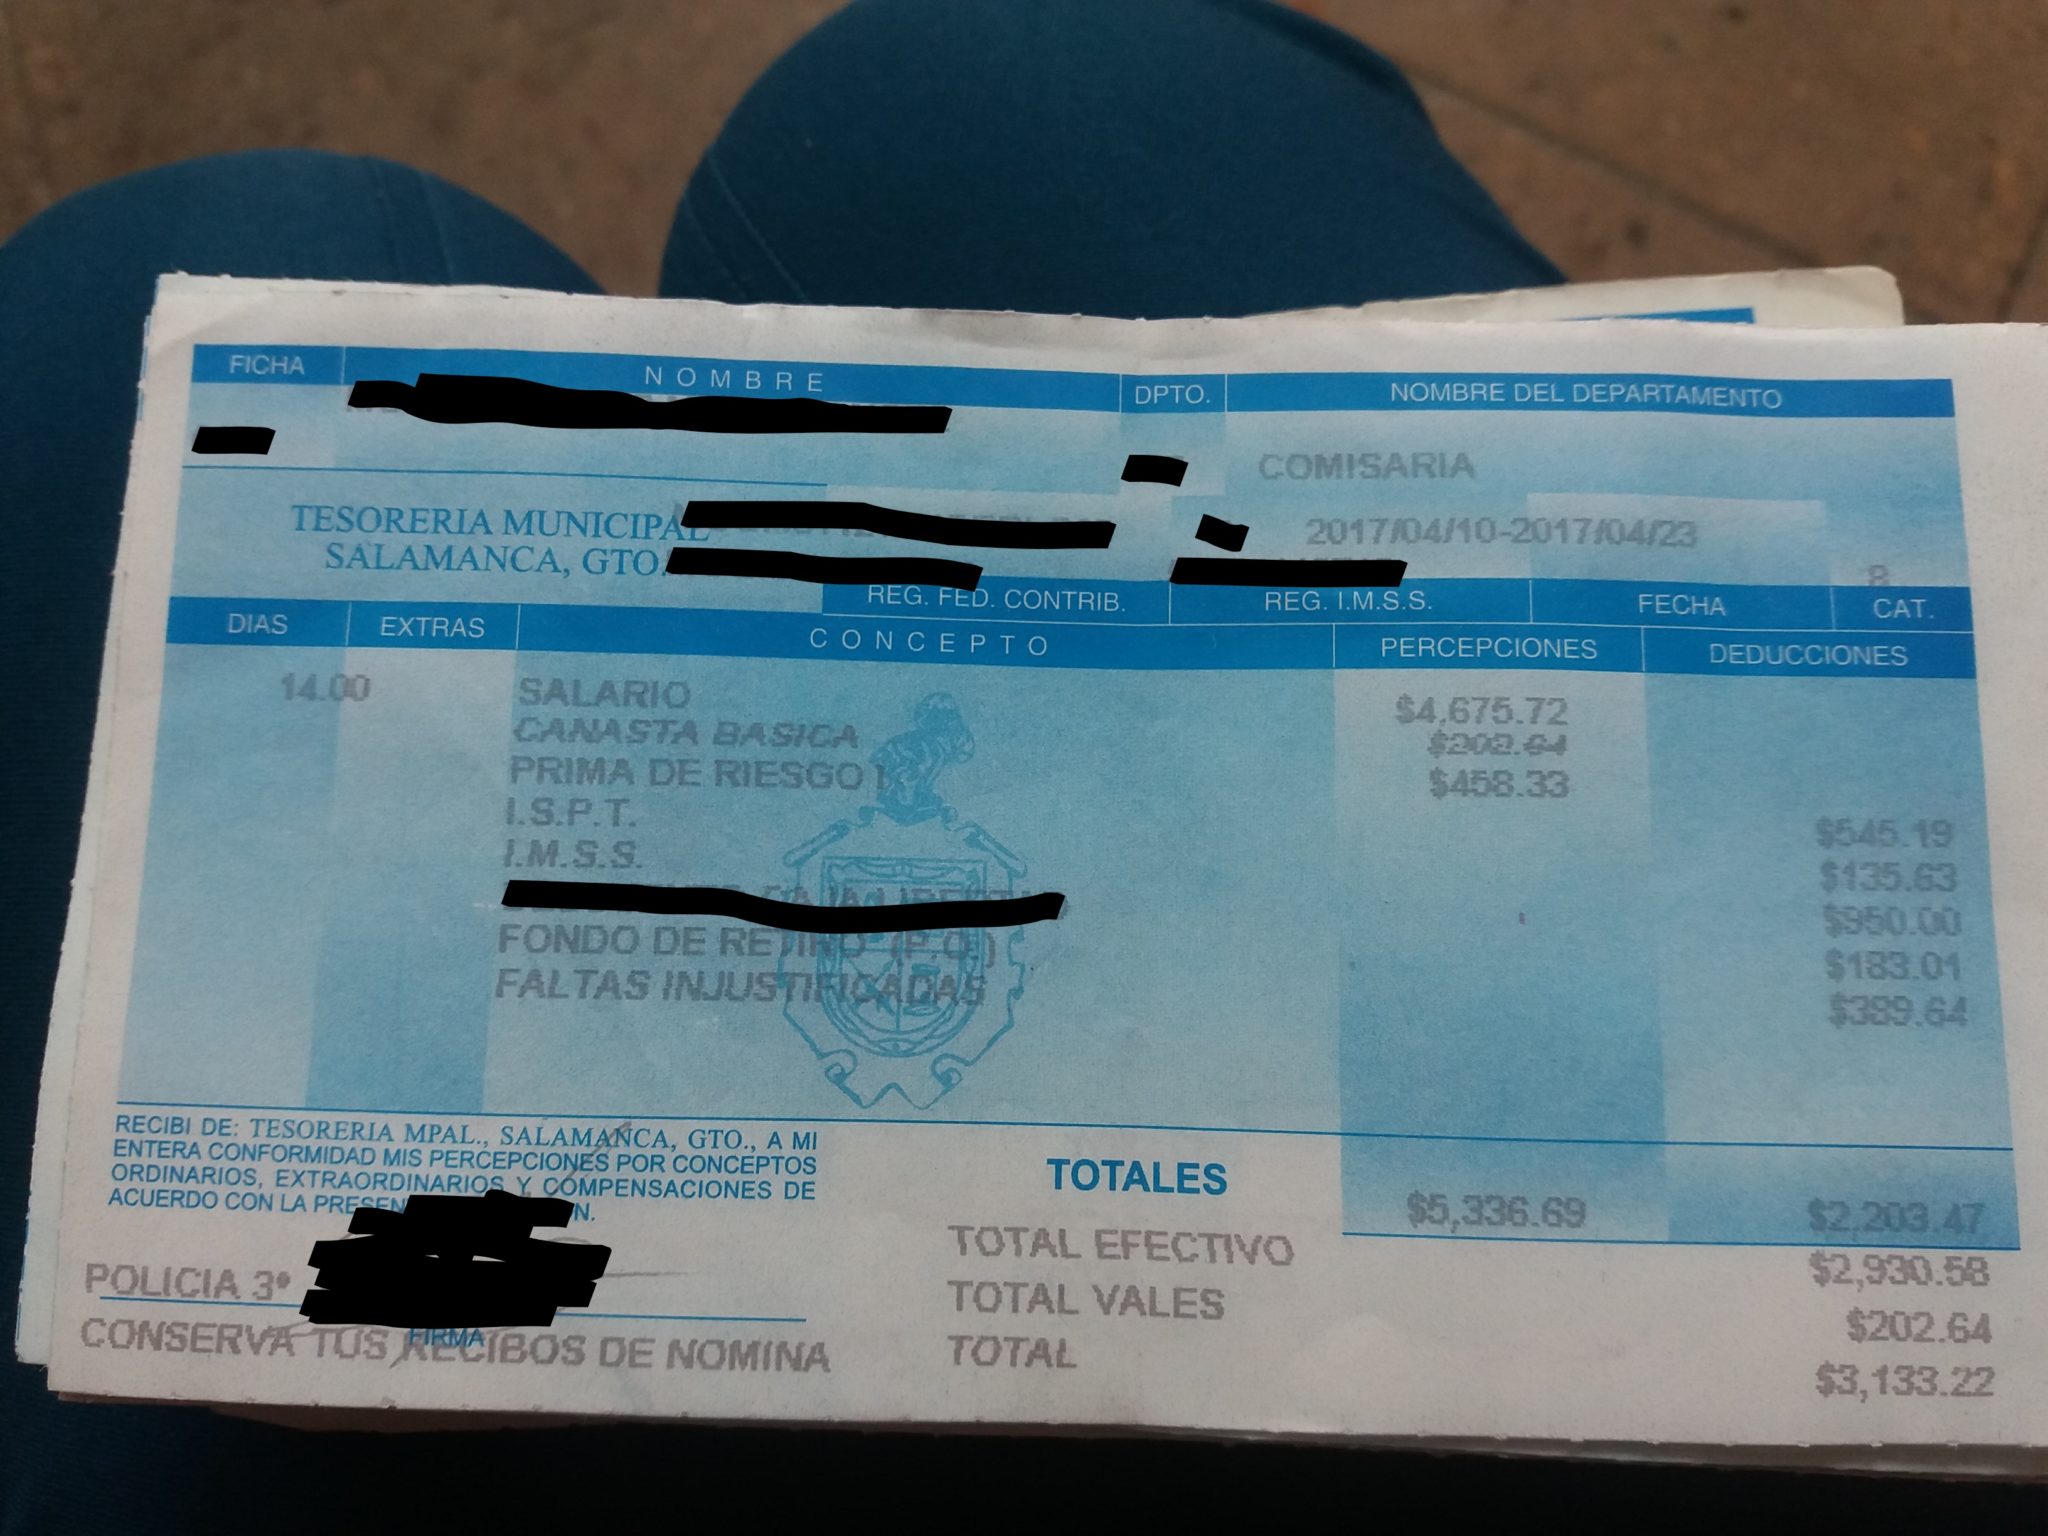 FICHA NOMBRE DPTO. NOMBRE DEL DEPARTAMENTO
COMISARIA
TESORERIA MUNICIPAL 2017/04/10-2017/04/23
SALAMANCA, GTO. 8
REG. FED. CONTRIB. REG. I.M.S.S. FECHA CAT.
DIAS EXTRAS CONCEPTO PERCEPCIONES DEDUCCIONES
14.00 SALARIO $4,675.72
CANASTA BASICA $202.64
PRIMA DE RIESGO I $458.33
I.S.P.T. $545.19
I.M.S.S. $135.63
$950.00
FONDO DE RETIRO (P.O.) $183.01
FALTAS INJUSTIFICADAS $389.64
RECIBI DE: TESORERIA MPAL., SALAMANCA, GTO., A MI
ENTERA CONFORMIDAD MIS PERCEPCIONES POR CONCEPTOS
ORDINARIOS, EXTRAORDINARIOS Y COMPENSACIONES DE
ACUERDO CON LA
TOTALES $5,336.69 $2,203.47
TOTAL EFECTIVO $2,930.58
POLICIA 3º TOTAL VALES $202.64
FIRMA
CONSERVA TUS RECIBOS DE NOMINA TOTAL $3,133.22